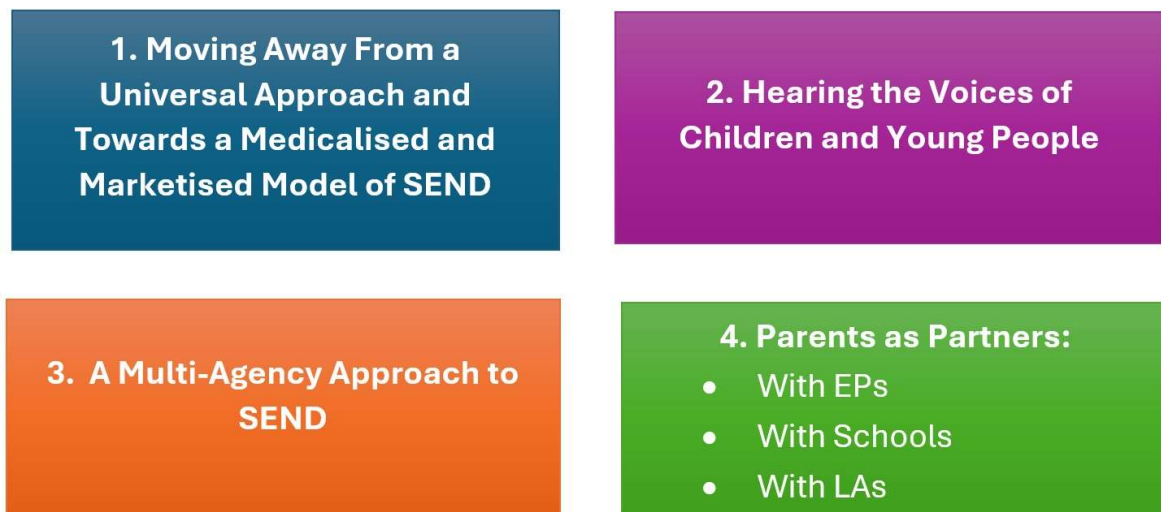 1. Moving Away From a
Universal Approach and
Towards a Medicalised and
Marketised Model of SEND
2. Hearing the Voices of
Children and Young People
3. A Multi-Agency Approach to
SEND
4. Parents as Partners:
• With EPs
• With Schools
• With LAs